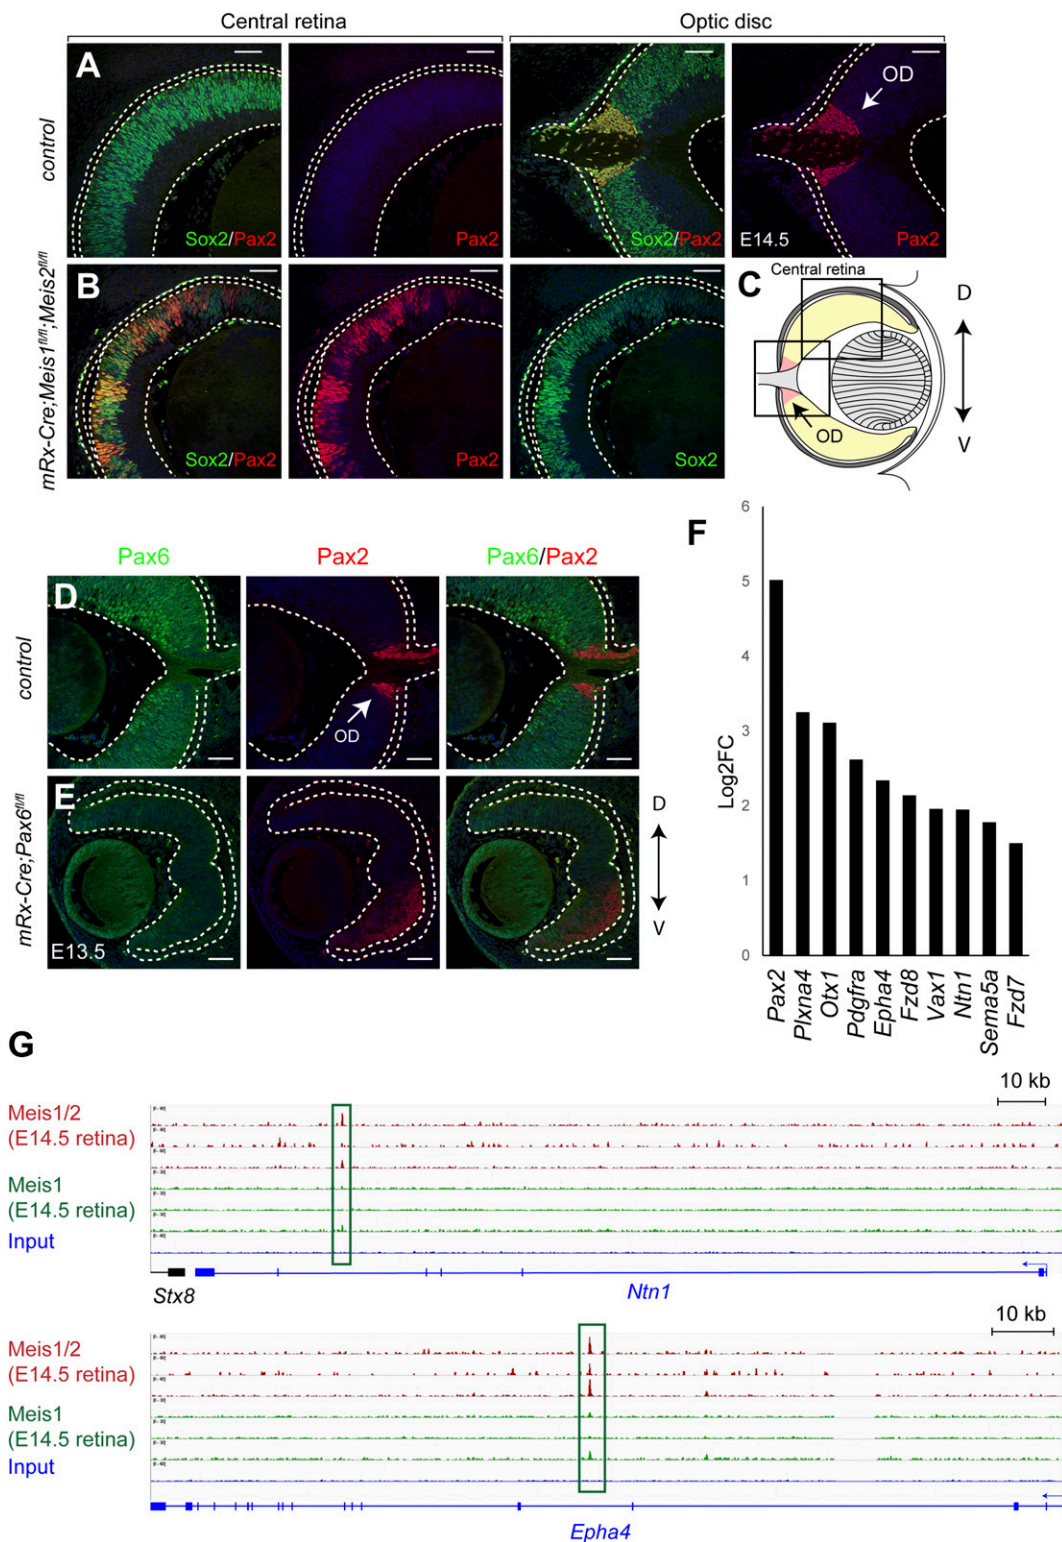 Central retina
Optic disc
A
control
Sox2/Pax2
Pax2
Sox2/Pax2
OD
E14.5
Pax2
B
mRx-Cre;Meis1fl/fl;Meis2fl/fl
Sox2/Pax2
Pax2
Sox2
C
Central retina
D
V
OD
Pax6
Pax2
Pax6/Pax2
D
control
OD
E
mRx-Cre;Pax6fl/fl
E13.5
D
V
F
Log2FC
6
5
4
3
2
1
0
Pax2
Plxna4
Otx1
Pdgfra
Epha4
Fzd8
Vax1
Ntn1
Sema5a
Fzd7
G
10 kb
Meis1/2
(E14.5 retina)
Meis1
(E14.5 retina)
Input
Stx8
Ntn1
10 kb
Meis1/2
(E14.5 retina)
Meis1
(E14.5 retina)
Input
Epha4